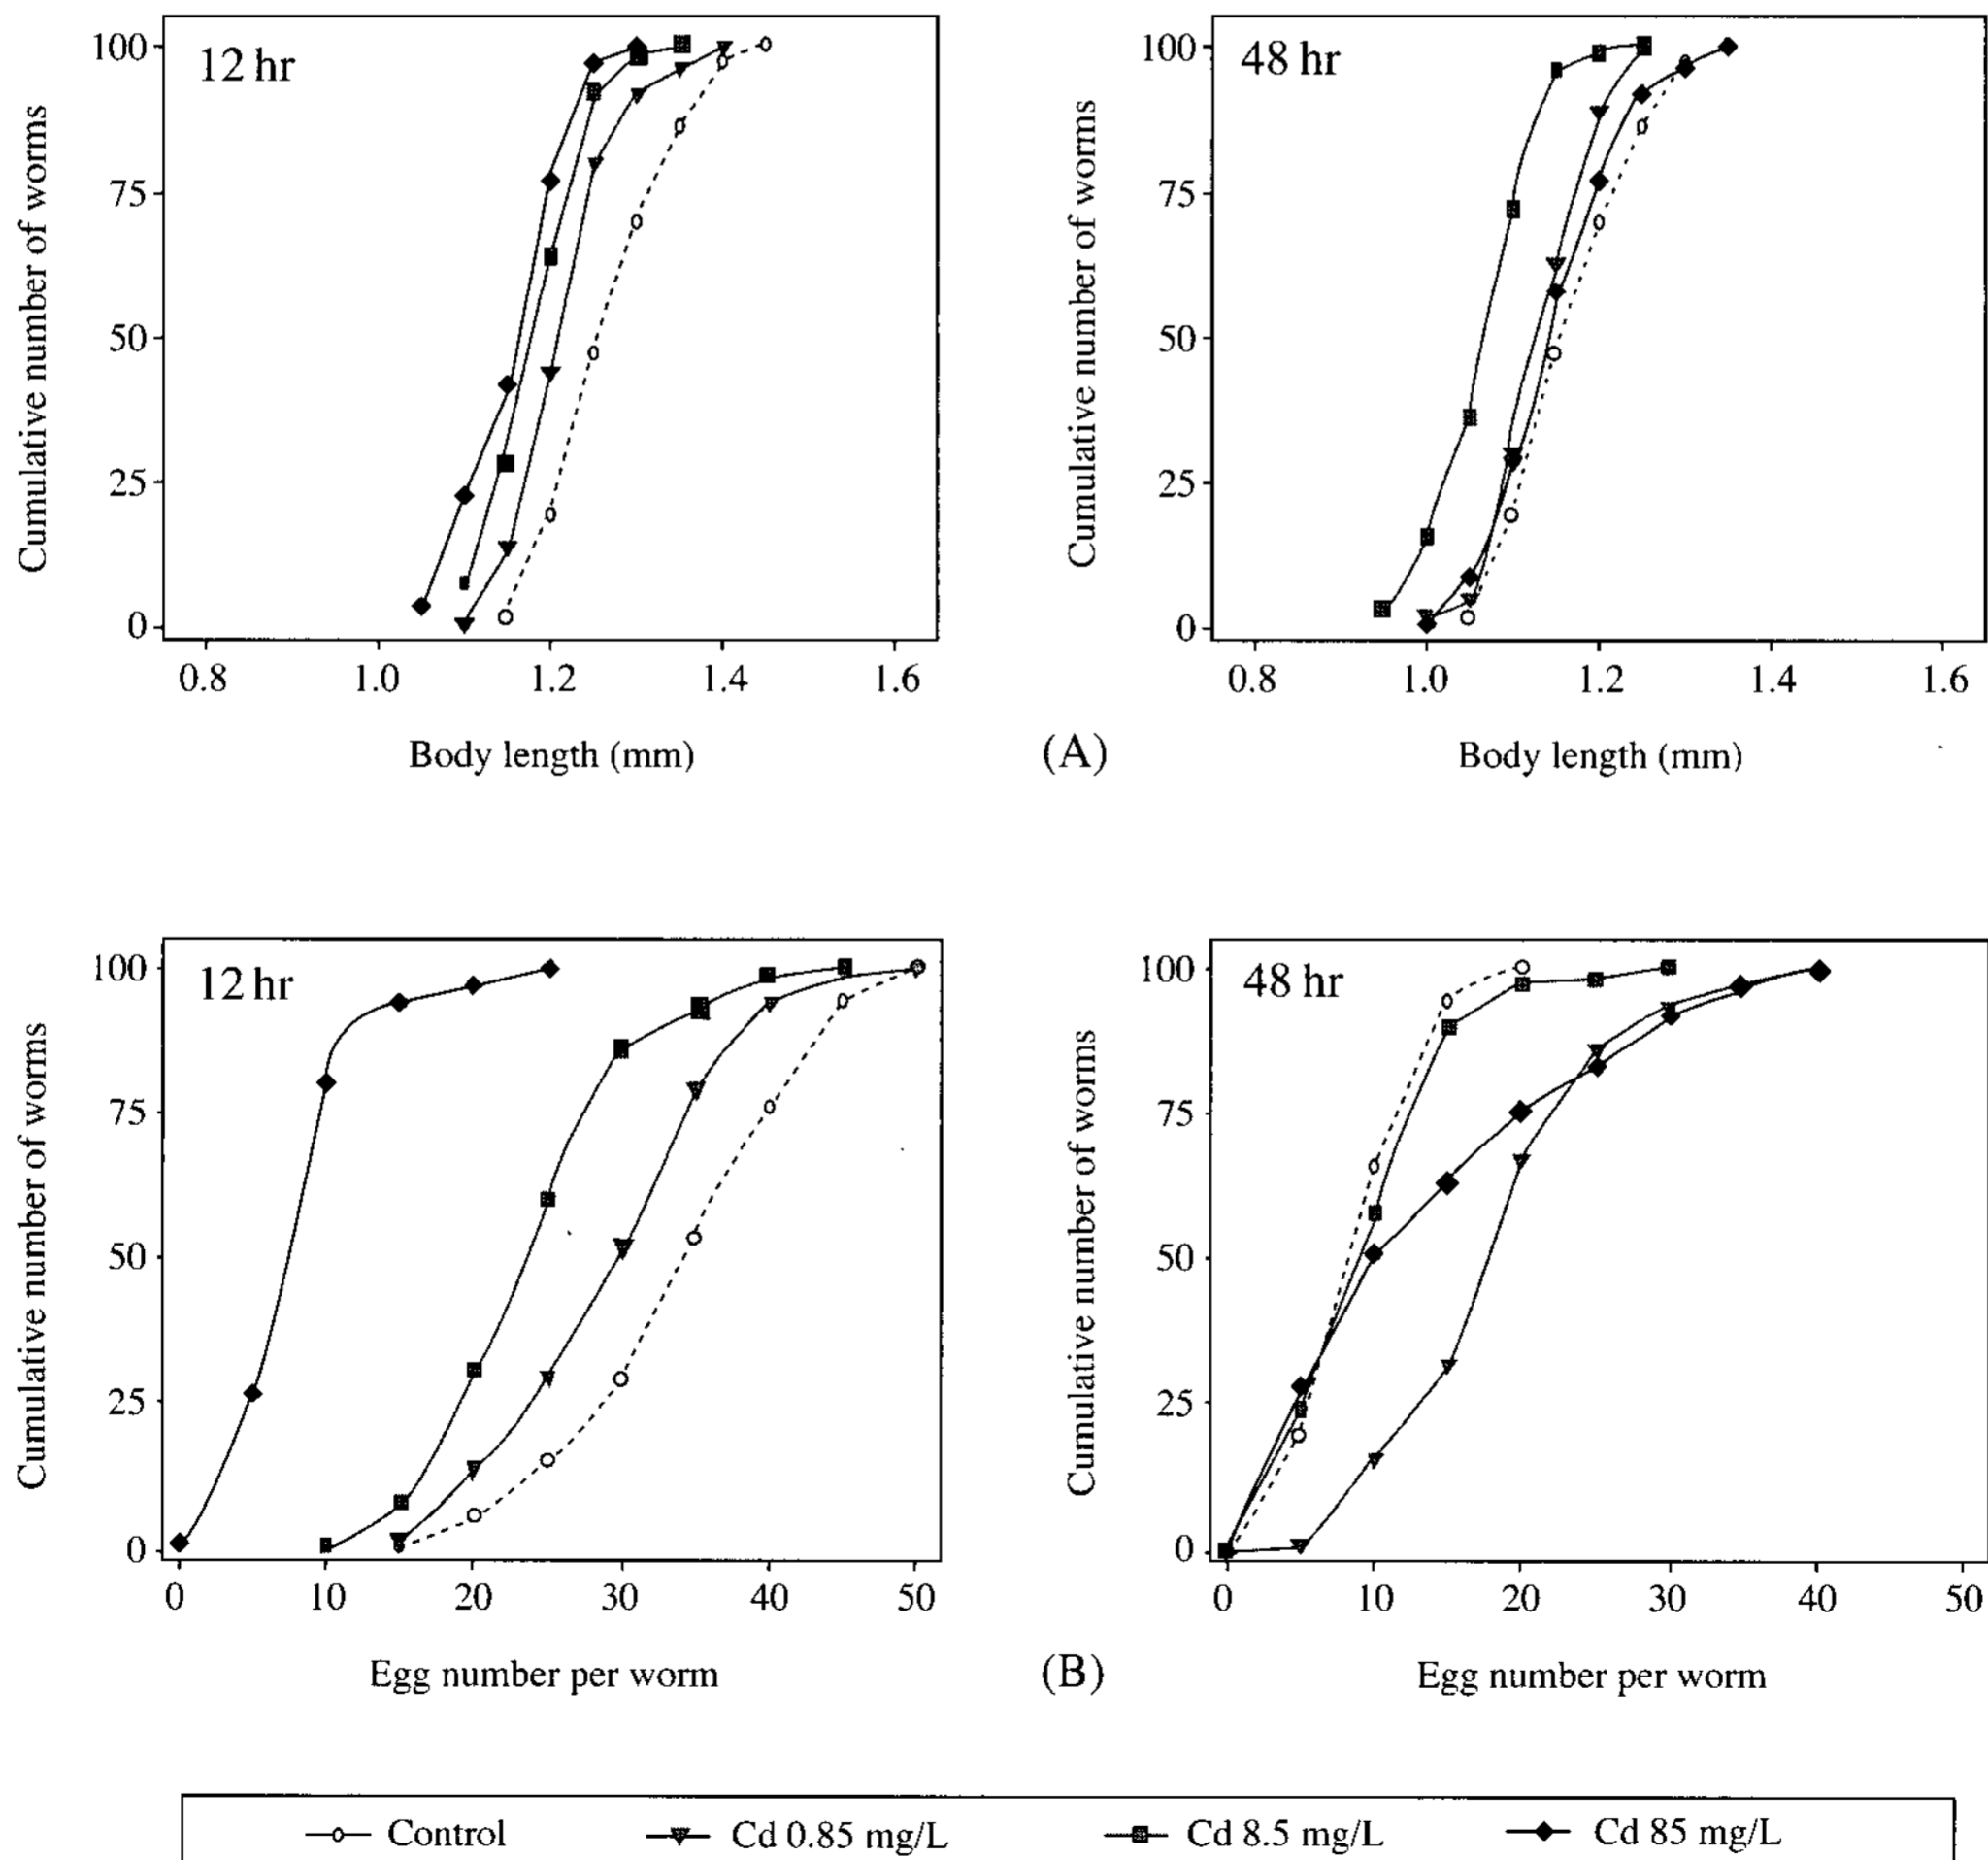 12 hr
Cumulative number of worms
100
75
50
25
0
0.8 1.0 1.2 1.4 1.6
Body length (mm)
48 hr
Cumulative number of worms
100
75
50
25
0
0.8 1.0 1.2 1.4 1.6
Body length (mm)
(A)
12 hr
Cumulative number of worms
100
75
50
25
0
0 10 20 30 40 50
Egg number per worm
48 hr
Cumulative number of worms
100
75
50
25
0
0 10 20 30 40 50
Egg number per worm
(B)
Control Cd 0.85 mg/L Cd 8.5 mg/L Cd 85 mg/L